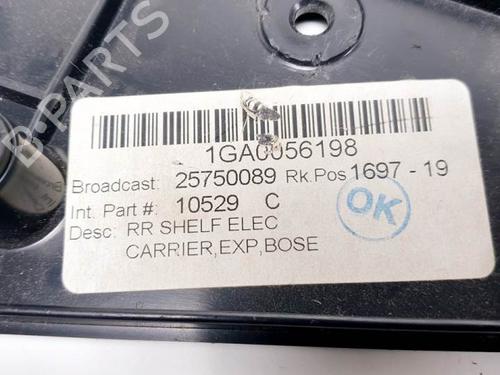 B-PARTS
1GA0056198
Broadcast: 25750089 Rk.Pos 1697 - 19
Int. Part #: 10529 C
Desc: RR SHELF ELEC
CARRIER,EXP,BOSE
OK